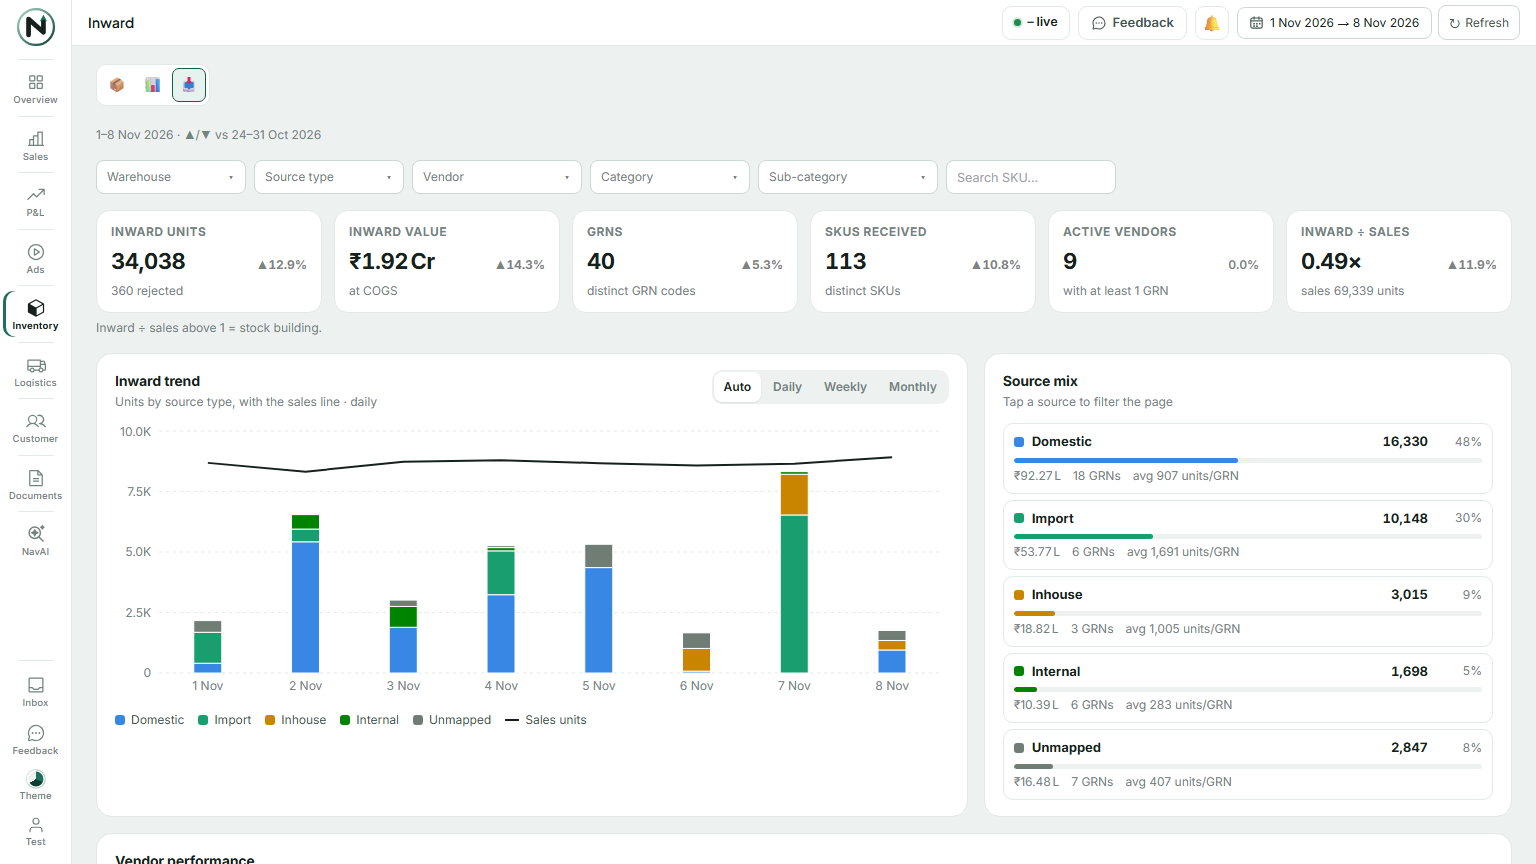 Inward
– live
Feedback
1 Nov 2026 → 8 Nov 2026
↻ Refresh
Overview
Sales
P&L
Ads
Inventory
Logistics
Customer
Documents
NavAI
Inbox
Feedback
Theme
Test
1–8 Nov 2026 · ▲/▼ vs 24–31 Oct 2026
Warehouse
Source type
Vendor
Category
Sub-category
Search SKU...
INWARD UNITS
34,038 ▲12.9%
360 rejected
INWARD VALUE
₹1.92 Cr ▲14.3%
at COGS
GRNS
40 ▲5.3%
distinct GRN codes
SKUS RECEIVED
113 ▲10.8%
distinct SKUs
ACTIVE VENDORS
9 0.0%
with at least 1 GRN
INWARD ÷ SALES
0.49× ▲11.9%
sales 69,339 units
Inward ÷ sales above 1 = stock building.
Inward trend
Units by source type, with the sales line · daily
Auto Daily Weekly Monthly
10.0K
7.5K
5.0K
2.5K
0
1 Nov 2 Nov 3 Nov 4 Nov 5 Nov 6 Nov 7 Nov 8 Nov
Domestic Import Inhouse Internal Unmapped Sales units
Source mix
Tap a source to filter the page
Domestic 16,330 48%
₹92.27 L 18 GRNs avg 907 units/GRN
Import 10,148 30%
₹53.77 L 6 GRNs avg 1,691 units/GRN
Inhouse 3,015 9%
₹18.82 L 3 GRNs avg 1,005 units/GRN
Internal 1,698 5%
₹10.39 L 6 GRNs avg 283 units/GRN
Unmapped 2,847 8%
₹16.48 L 7 GRNs avg 407 units/GRN
Vendor performance